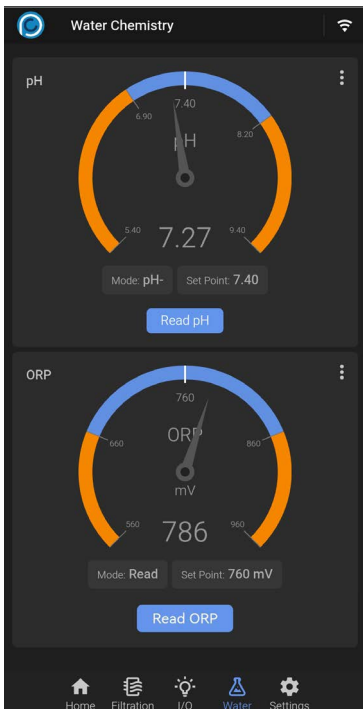 Water Chemistry
pH
7.40
6.90
8.20
pH
5.40
7.27
9.40
Mode: pH-
Set Point: 7.40
Read pH
ORP
760
660
ORP
860
mV
560
786
960
Mode: Read
Set Point: 760 mV
Read ORP
Home
Filtration
I/O
Water
Settings